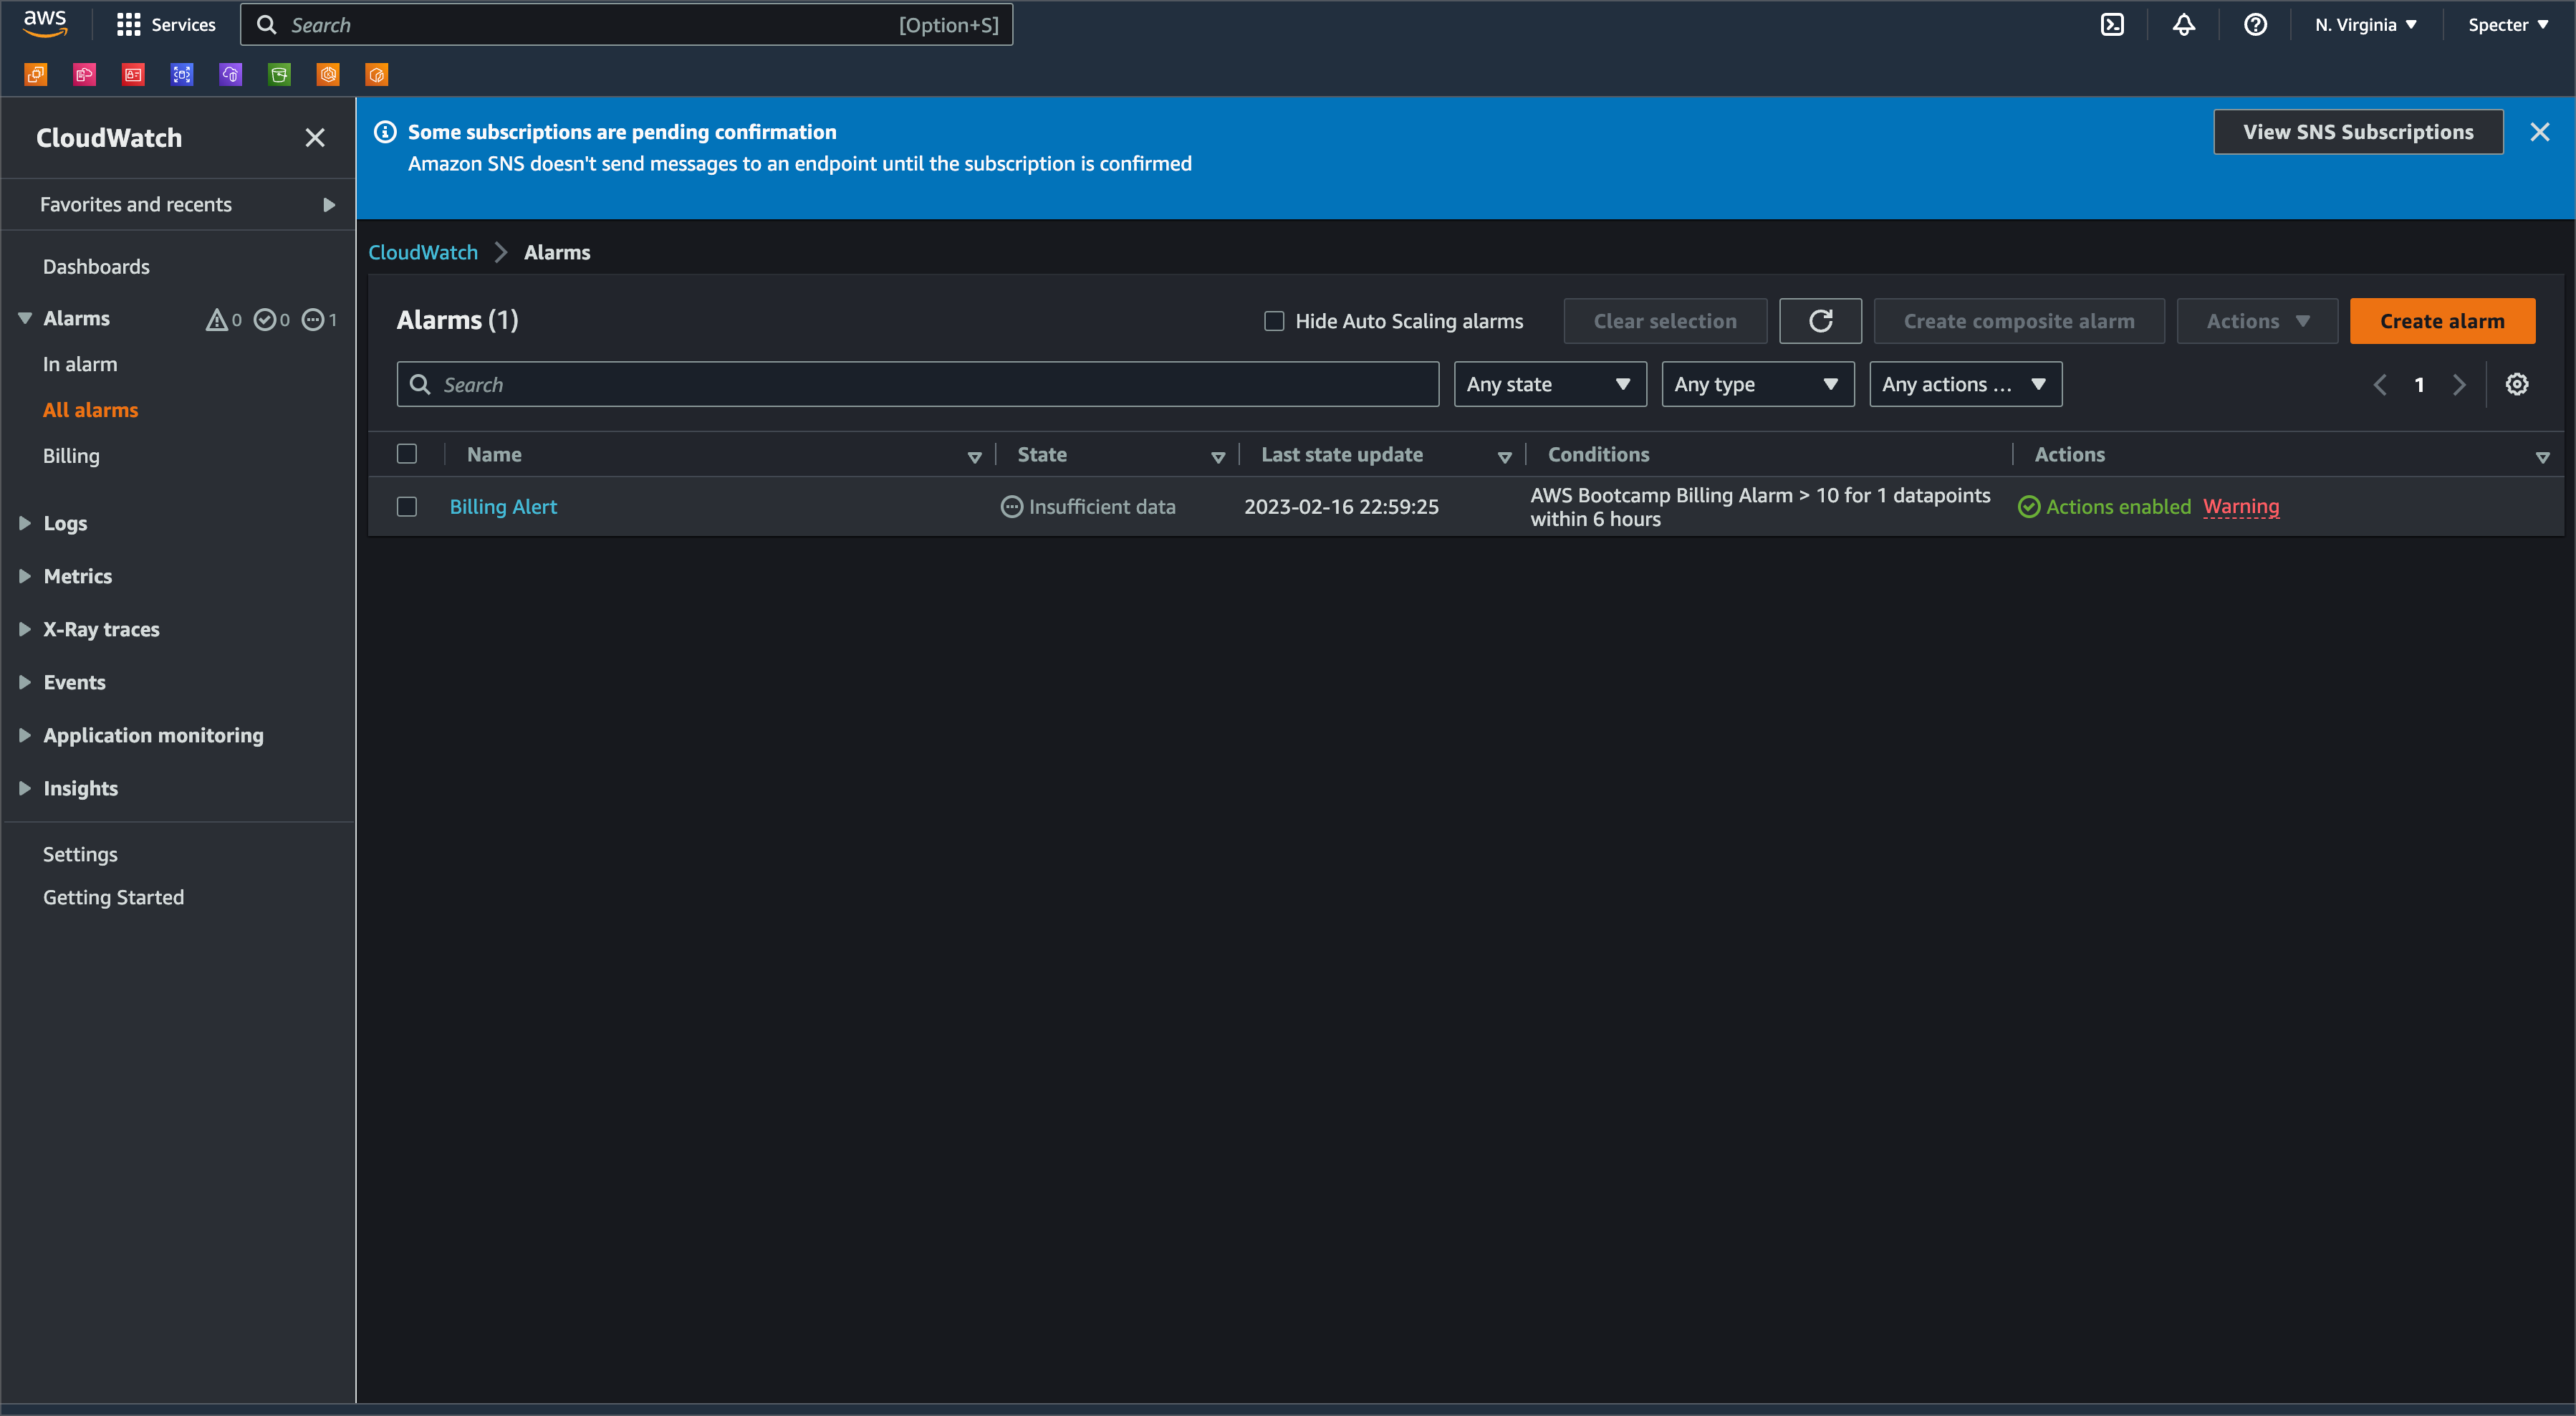 aws
Services
Search
[Option+S]
N. Virginia
Specter
CloudWatch
Favorites and recents
Dashboards
Alarms
0
0
1
In alarm
All alarms
Billing
Logs
Metrics
X-Ray traces
Events
Application monitoring
Insights
Settings
Getting Started
Some subscriptions are pending confirmation
Amazon SNS doesn't send messages to an endpoint until the subscription is confirmed
View SNS Subscriptions
CloudWatch
Alarms
Alarms (1)
Hide Auto Scaling alarms
Clear selection
Create composite alarm
Actions
Create alarm
Search
Any state
Any type
Any actions ...
1
Name
State
Last state update
Conditions
Actions
Billing Alert
Insufficient data
2023-02-16 22:59:25
AWS Bootcamp Billing Alarm > 10 for 1 datapoints
within 6 hours
Actions enabled
Warning